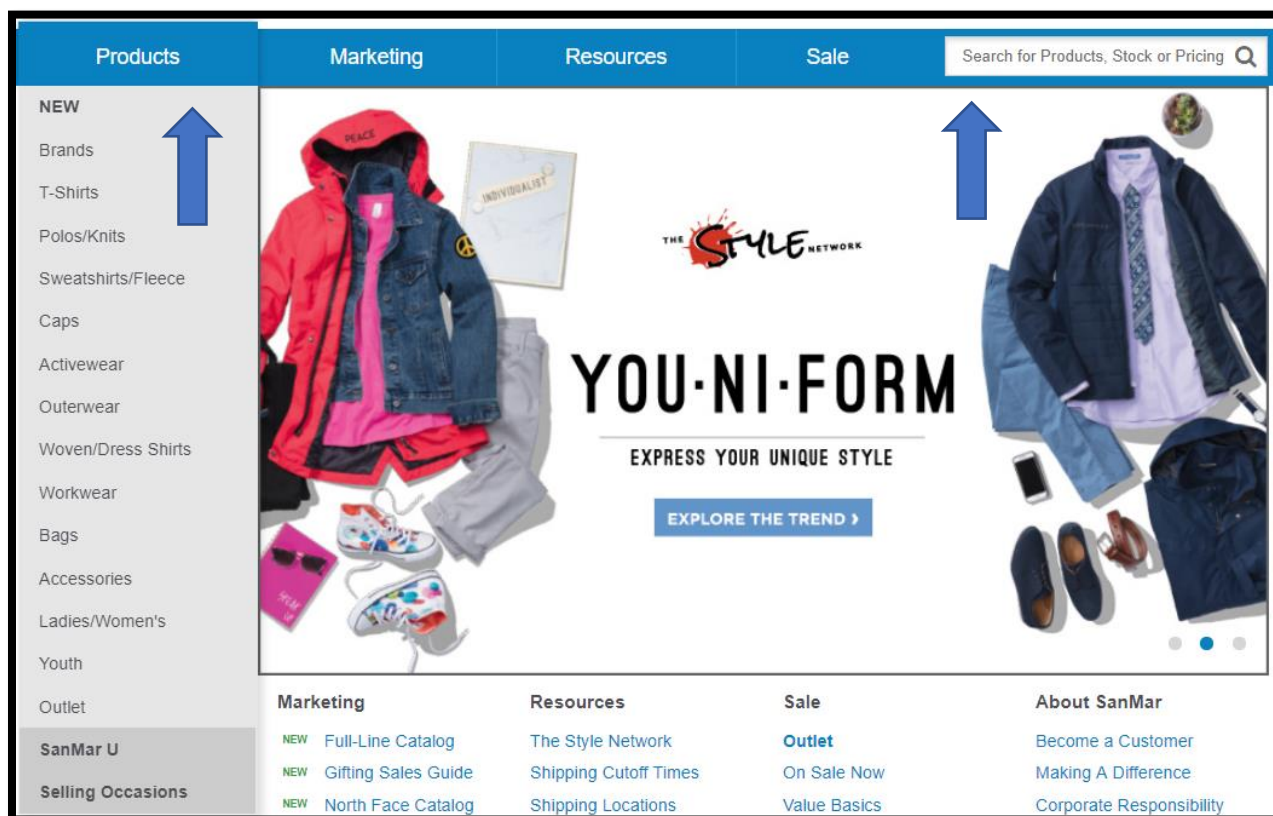 Products
Marketing
Resources
Sale
Search for Products, Stock or Pricing
NEW
Brands
T-Shirts
Polos/Knits
Sweatshirts/Fleece
Caps
Activewear
Outerwear
Woven/Dress Shirts
Workwear
Bags
Accessories
Ladies/Women's
Youth
Outlet
SanMar U
Selling Occasions
PEACE
INDIVIDUALIST
SPEAK UP
THE STYLE NETWORK
YOU·NI·FORM
EXPRESS YOUR UNIQUE STYLE
EXPLORE THE TREND ›
Marketing
NEW Full-Line Catalog
NEW Gifting Sales Guide
NEW North Face Catalog
Resources
The Style Network
Shipping Cutoff Times
Shipping Locations
Sale
Outlet
On Sale Now
Value Basics
About SanMar
Become a Customer
Making A Difference
Corporate Responsibility